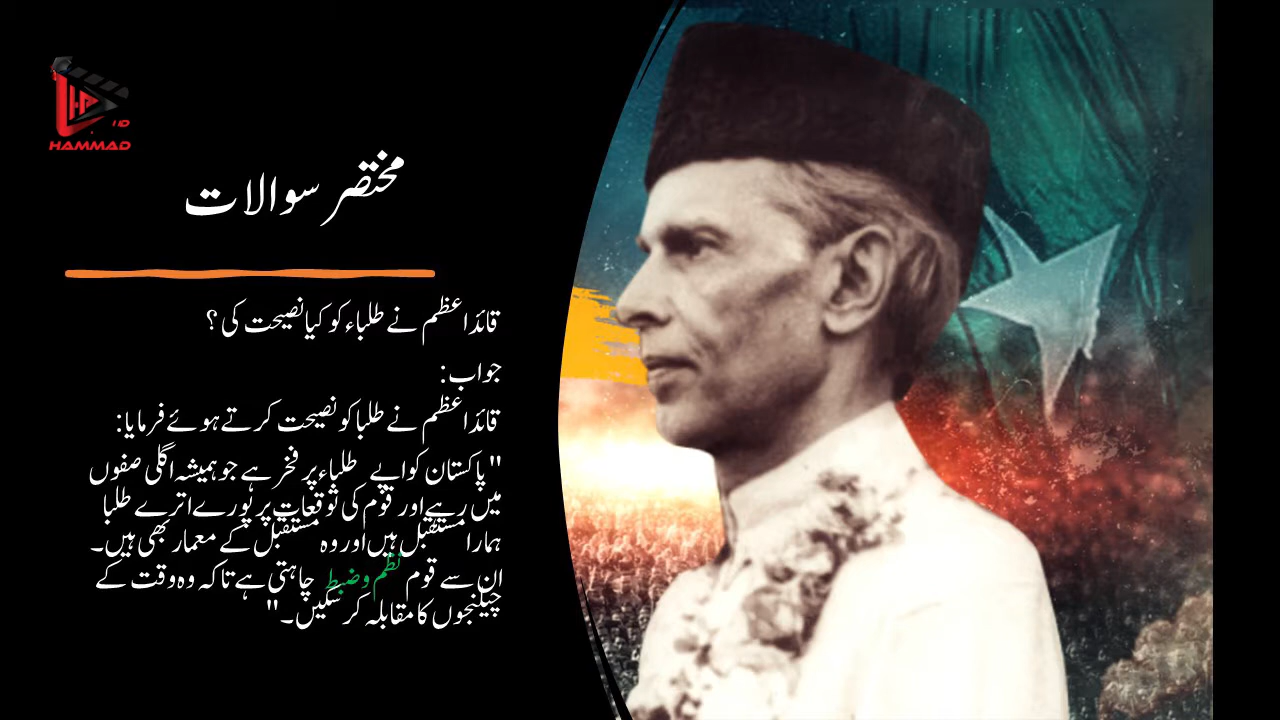 HAMMAD
مختصر سوالات
قائداعظم نے طلباء کو کیا نصیحت کی؟
جواب:
قائداعظم نے طلبا کو نصیحت کرتے ہوئے فرمایا:
"پاکستان کو اپے طلباء پر فخر ہے جو ہمیشہ اگلی صفوں
میں رہے اور قوم کی توقعات پر پورے اترے طلبا
ہمارا مستقبل ہیں اور وہ مستقبل کے معمار بھی ہیں۔
ان سے قوم نظم و ضبط چاہتی ہے تاکہ وہ وقت کے
چیلنجوں کا مقابلہ کر سکیں۔"